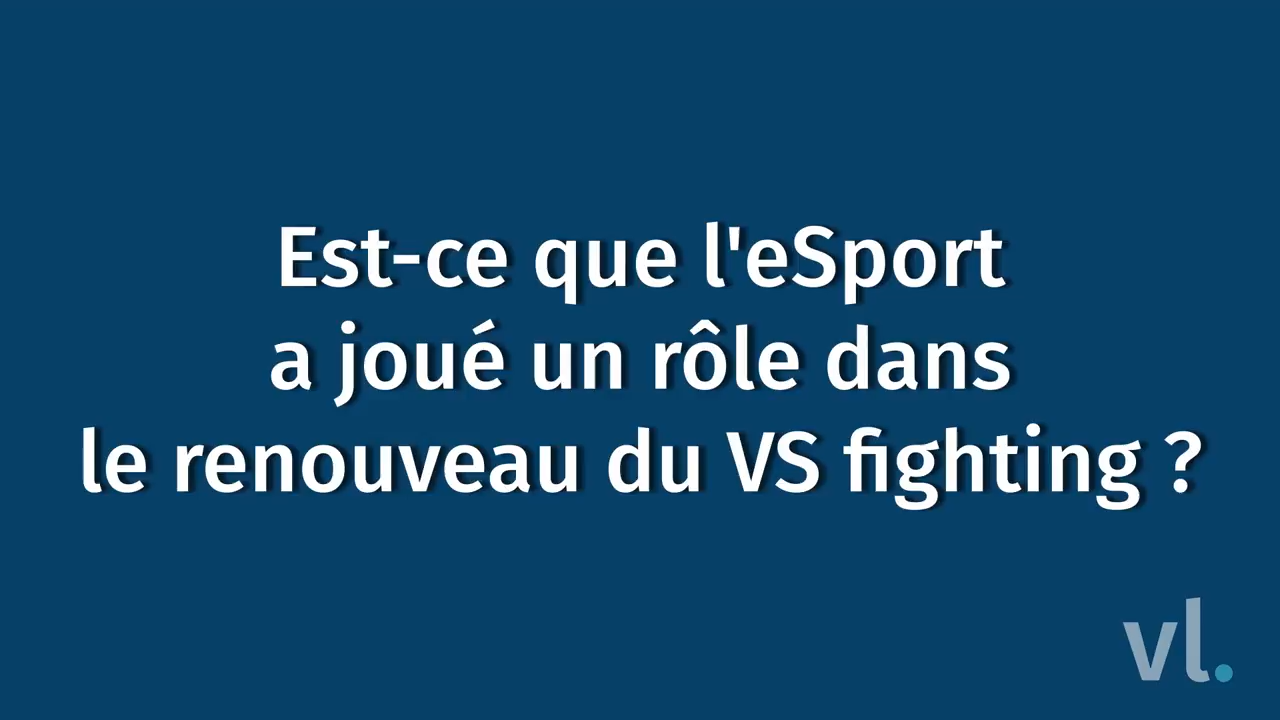 Est-ce que l'eSport
a joué un rôle dans
le renouveau du VS fighting ?
vl.